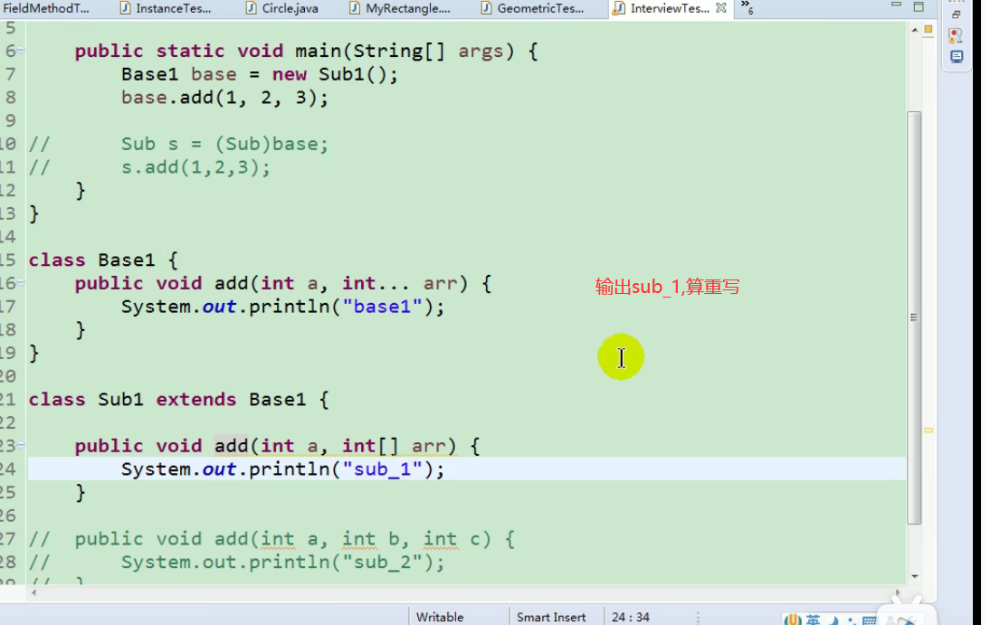 FieldMethodT... InstanceTes... Circle.java MyRectangle.... GeometricTes... InterviewTes... »6
5
6 public static void main(String[] args) {
7 Base1 base = new Sub1();
8 base.add(1, 2, 3);
9
10 // Sub s = (Sub)base;
11 // s.add(1,2,3);
12 }
13 }
14
15 class Base1 {
16 public void add(int a, int... arr) {
输出sub_1,算重写
17 System.out.println("base1");
18 }
19 }
20
21 class Sub1 extends Base1 {
22
23 public void add(int a, int[] arr) {
24 System.out.println("sub_1");
25 }
26
27 // public void add(int a, int b, int c) {
28 // System.out.println("sub_2");
29 // }
Writable Smart Insert 24 : 34
英